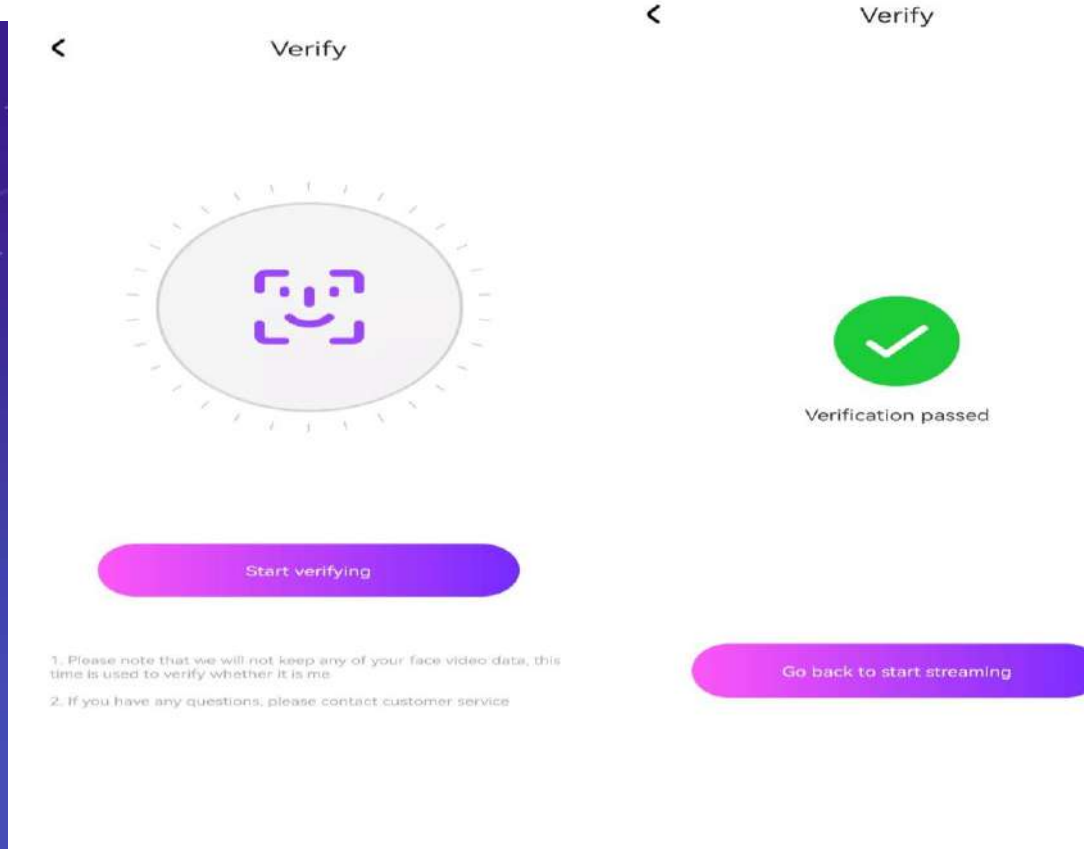 Verify
Start verifying
1. Please note that we will not keep any of your face video data, this
time is used to verify whether it is me
2. If you have any questions, please contact customer service
Verify
Verification passed
Go back to start streaming